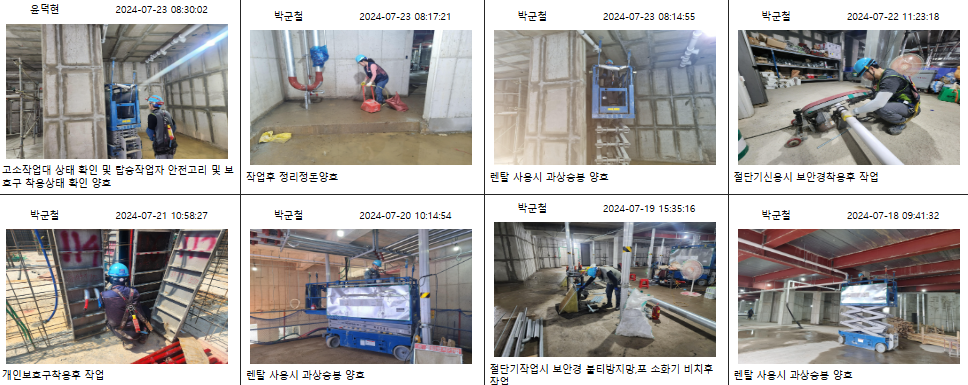 윤덕현 2024-07-23 08:30:02
박군철 2024-07-23 08:17:21
박군철 2024-07-23 08:14:55
박군철 2024-07-22 11:23:18
고소작업대 상태 확인 및 탑승작업자 안전고리 및 보
호구 착용상태 확인 양호
작업후 정리정돈양호
렌탈 사용시 과상승봉 양호
절단기신용시 보안경착용후 작업
박군철 2024-07-21 10:58:27
박군철 2024-07-20 10:14:54
박군철 2024-07-19 15:35:16
박군철 2024-07-18 09:41:32
114
117
개인보호구착용후 작업
렌탈 사용시 과상승봉 양호
절단기작업시 보안경 불티방지망,포 소화기 비치후
작업
렌탈 사용시 과상승봉 양호